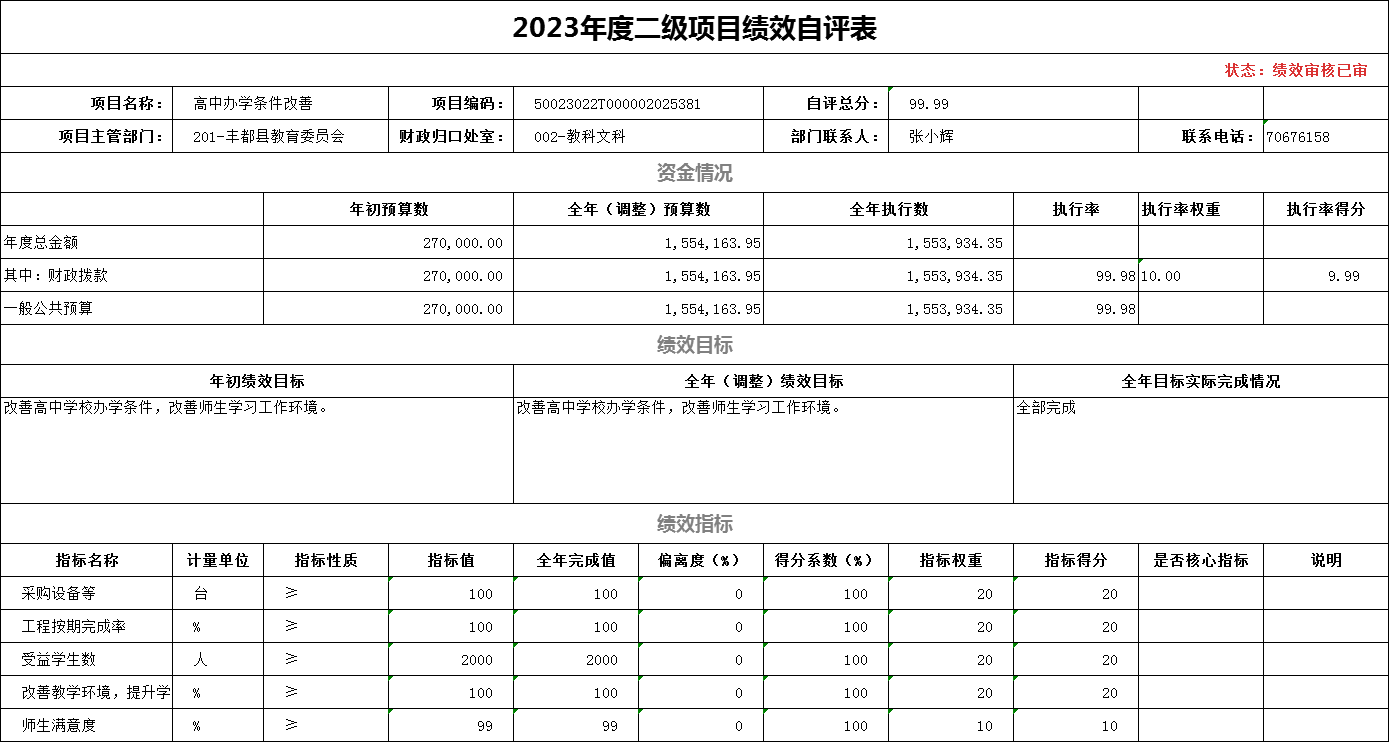 2023年度二级项目绩效自评表
状态：绩效审核已审
项目名称： 高中办学条件改善 项目编码： 50023022T000002025381 自评总分： 99.99
项目主管部门： 201-丰都县教育委员会 财政归口处室： 002-教科文科 部门联系人： 张小辉 联系电话： 70676158
资金情况
年初预算数 全年（调整）预算数 全年执行数 执行率 执行率权重 执行率得分
年度总金额 270,000.00 1,554,163.95 1,553,934.35
其中：财政拨款 270,000.00 1,554,163.95 1,553,934.35 99.98 10.00 9.99
一般公共预算 270,000.00 1,554,163.95 1,553,934.35 99.98
绩效目标
年初绩效目标 全年（调整）绩效目标 全年目标实际完成情况
改善高中学校办学条件，改善师生学习工作环境。 改善高中学校办学条件，改善师生学习工作环境。 全部完成
绩效指标
指标名称 计量单位 指标性质 指标值 全年完成值 偏离度（%） 得分系数（%） 指标权重 指标得分 是否核心指标 说明
采购设备等 台 ≥ 100 100 0 100 20 20
工程按期完成率 % ≥ 100 100 0 100 20 20
受益学生数 人 ≥ 2000 2000 0 100 20 20
改善教学环境，提升学 % ≥ 100 100 0 100 20 20
师生满意度 % ≥ 99 99 0 100 10 10